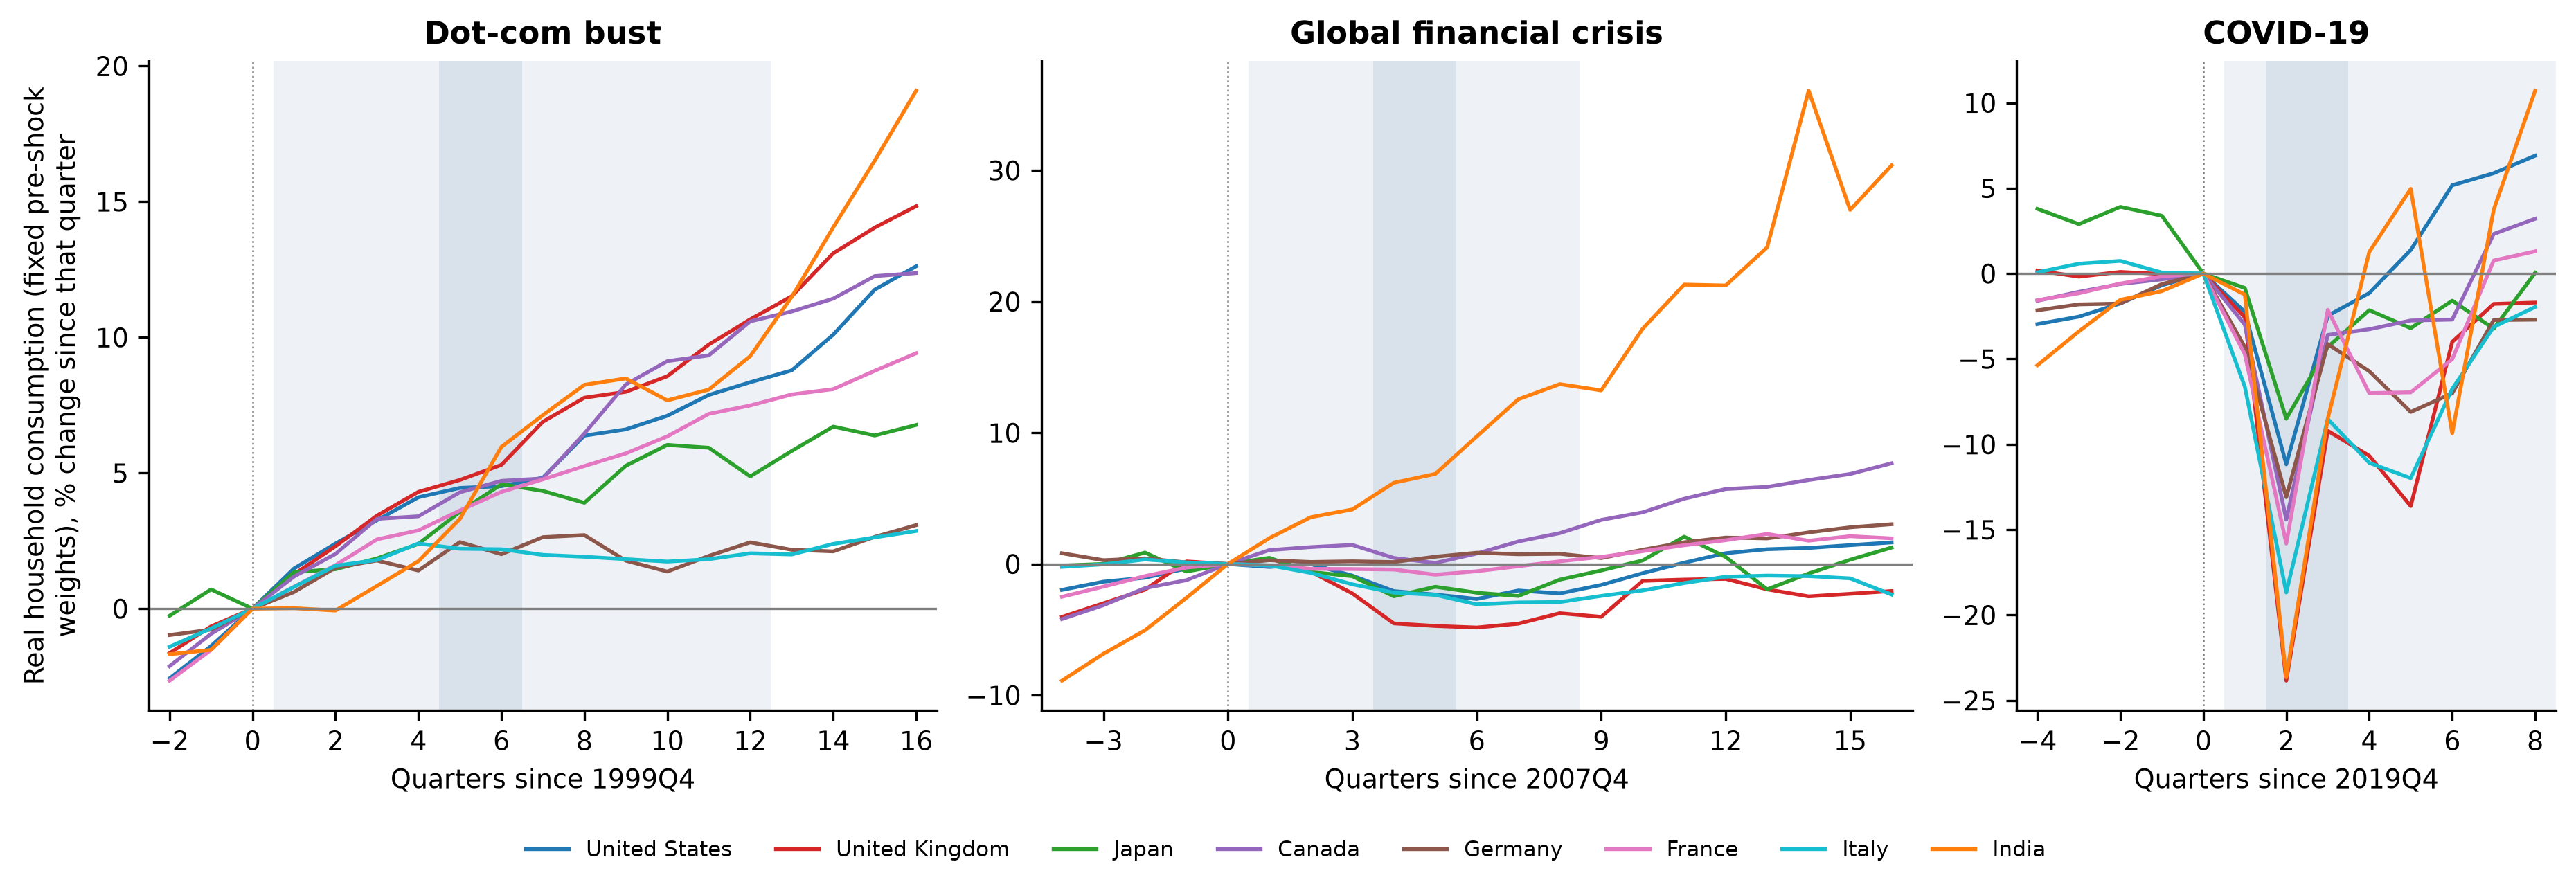 Dot-com bust
Global financial crisis
COVID-19
Real household consumption (fixed pre-shock
weights), % change since that quarter
20
15
10
5
0
−2
0
2
4
6
8
10
12
14
16
Quarters since 1999Q4
30
20
10
0
−10
−3
0
3
6
9
12
15
Quarters since 2007Q4
10
5
0
−5
−10
−15
−20
−25
−4
−2
0
2
4
6
8
Quarters since 2019Q4
United States
United Kingdom
Japan
Canada
Germany
France
Italy
India